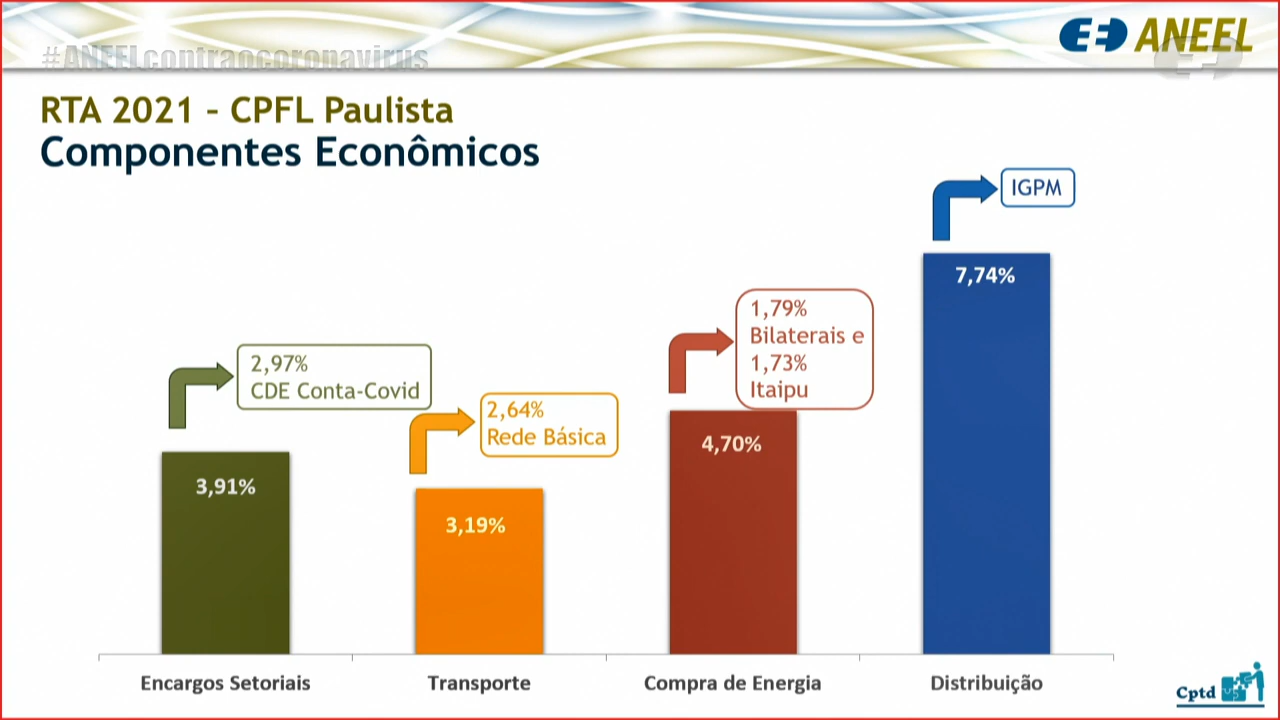 #ANEELcontraocoronavirus
ANEEL
RTA 2021 – CPFL Paulista
Componentes Econômicos
IGPM
7,74%
1,79%
Bilaterais e
1,73%
Itaipu
2,97%
CDE Conta-Covid
2,64%
Rede Básica
4,70%
3,91%
3,19%
Encargos Setoriais
Transporte
Compra de Energia
Distribuição
Cptd